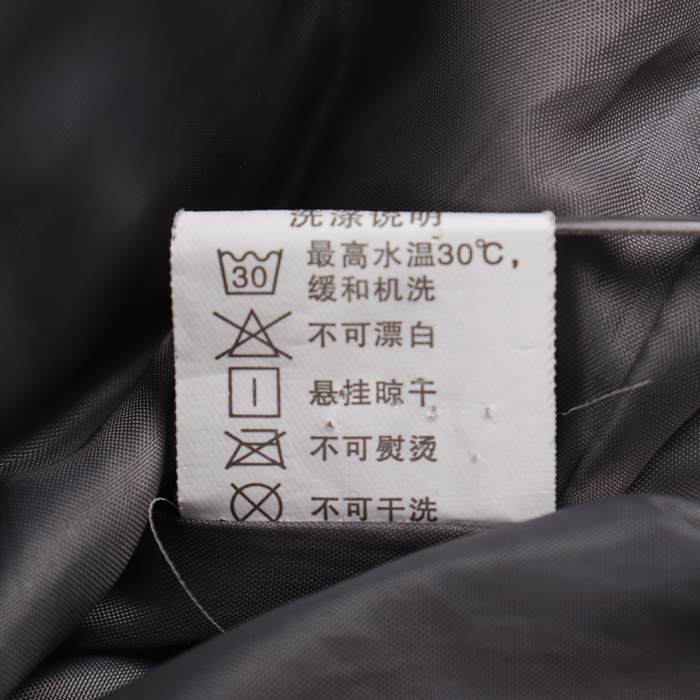 洗涤说明
30
最高水温30℃，
缓和机洗
不可漂白
悬挂晾干
不可熨烫
不可干洗